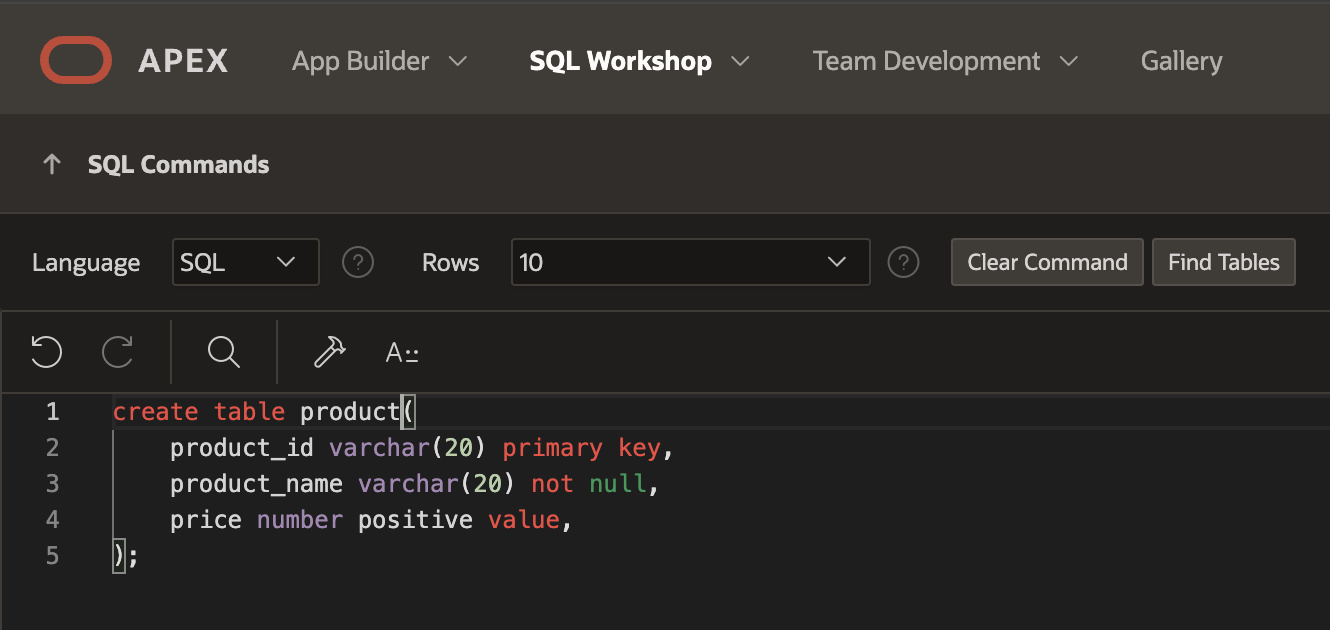 APEX App Builder SQL Workshop Team Development Gallery
SQL Commands
Language SQL ? Rows 10 ? Clear Command Find Tables
A
1 create table product(
2     product_id varchar(20) primary key,
3     product_name varchar(20) not null,
4     price number positive value,
5 );